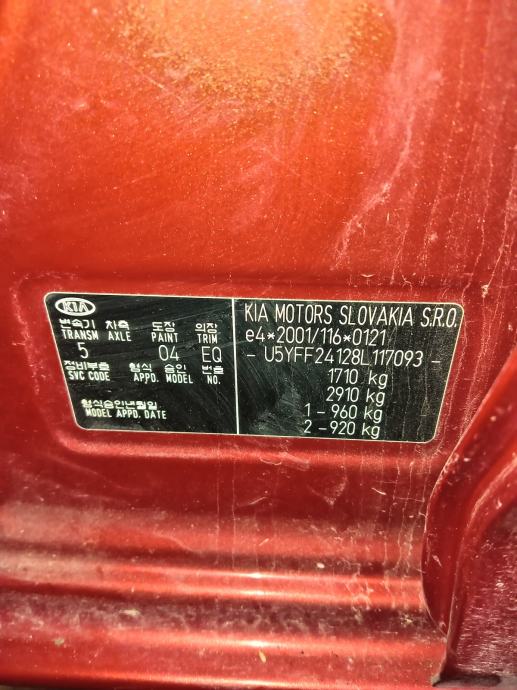 KIA
변속기 차축 도장 의장
TRANSM AXLE PAINT TRIM
5 04 EQ
정비부호 형식 승인 번호
SVC CODE APPD. MODEL NO.
형식승인년월일
MODEL APPD. DATE
KIA MOTORS SLOVAKIA S.R.O.
e4*2001/116*0121
- U5YFF24128L117093 -
1710 kg
2910 kg
1 - 960 kg
2 - 920 kg